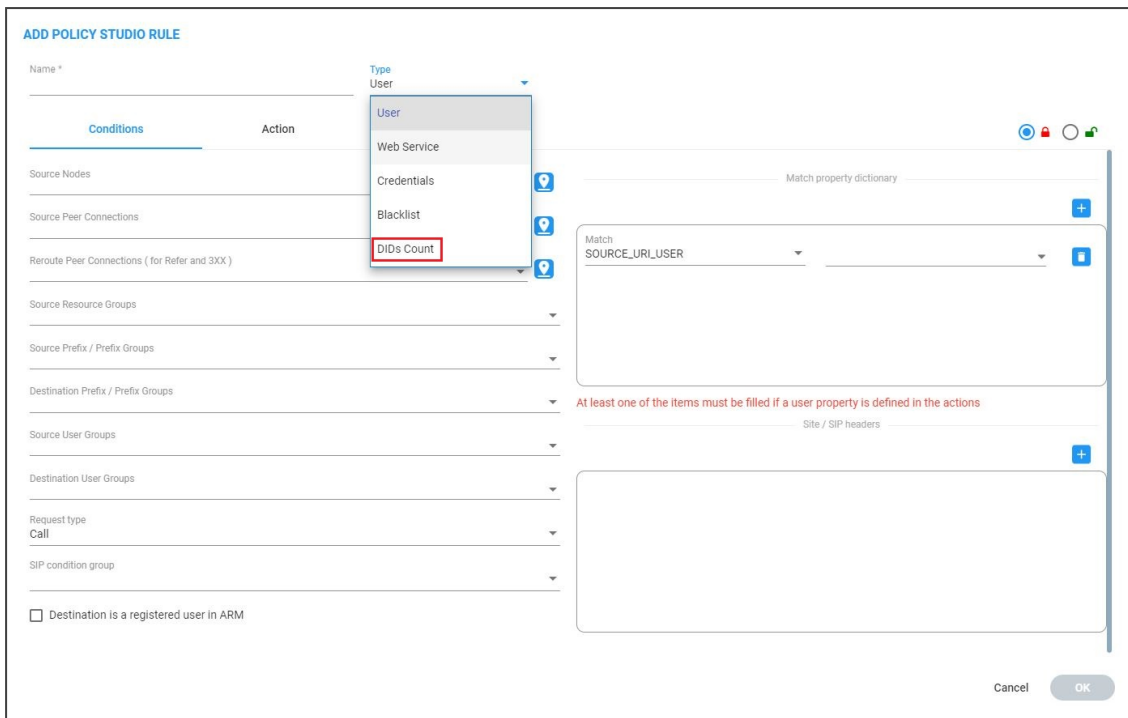 ADD POLICY STUDIO RULE
Name *
Type
User
User
Web Service
Credentials
Blacklist
DIDs Count
Conditions
Action
Source Nodes
Source Peer Connections
Reroute Peer Connections ( for Refer and 3XX )
Source Resource Groups
Source Prefix / Prefix Groups
Destination Prefix / Prefix Groups
Source User Groups
Destination User Groups
Request type
Call
SIP condition group
Destination is a registered user in ARM
Match property dictionary
+
Match
SOURCE_URI_USER
At least one of the items must be filled if a user property is defined in the actions
Site / SIP headers
+
Cancel
OK